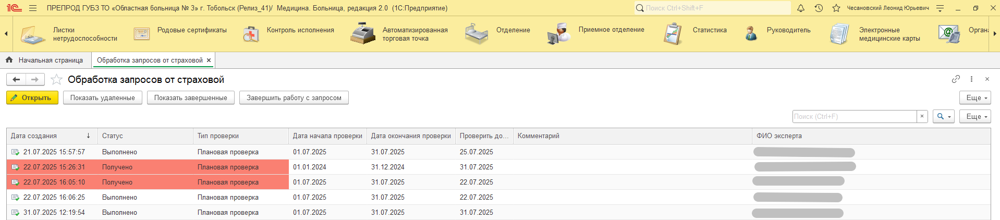 1С ПРЕПРОД ГУБЗ ТО «Областная больница № 3» г. Тобольск (Релиз_41)/ Медицина. Больница, редакция 2.0 (1С:Предприятие) Поиск Ctrl+Shift+F Чесановский Леонид Юрьевич
Листки нетрудоспособности
Родовые сертификаты
Контроль исполнения
Автоматизированная торговая точка
Отделение
Приемное отделение
Статистика
Руководитель
Электронные медицинские карты
Органи
Начальная страница Обработка запросов от страховой ×
Обработка запросов от страховой
Открыть Показать удаленные Показать завершенные Завершить работу с запросом Еще
Поиск (Ctrl+F) × Еще
Дата создания ↓ Статус Тип проверки Дата начала проверки Дата окончания проверки Проверить до... Комментарий ФИО эксперта
21.07.2025 15:57:57 Выполнено Плановая проверка 01.07.2025 31.07.2025 25.07.2025
22.07.2025 15:26:31 Получено Плановая проверка 01.01.2024 31.12.2024 31.07.2025
22.07.2025 16:05:10 Получено Плановая проверка 01.07.2025 31.07.2025 22.07.2025
22.07.2025 16:06:25 Выполнено Плановая проверка 01.07.2025 31.07.2025 22.07.2025
31.07.2025 12:19:54 Выполнено Плановая проверка 01.07.2025 31.07.2025 31.07.2025